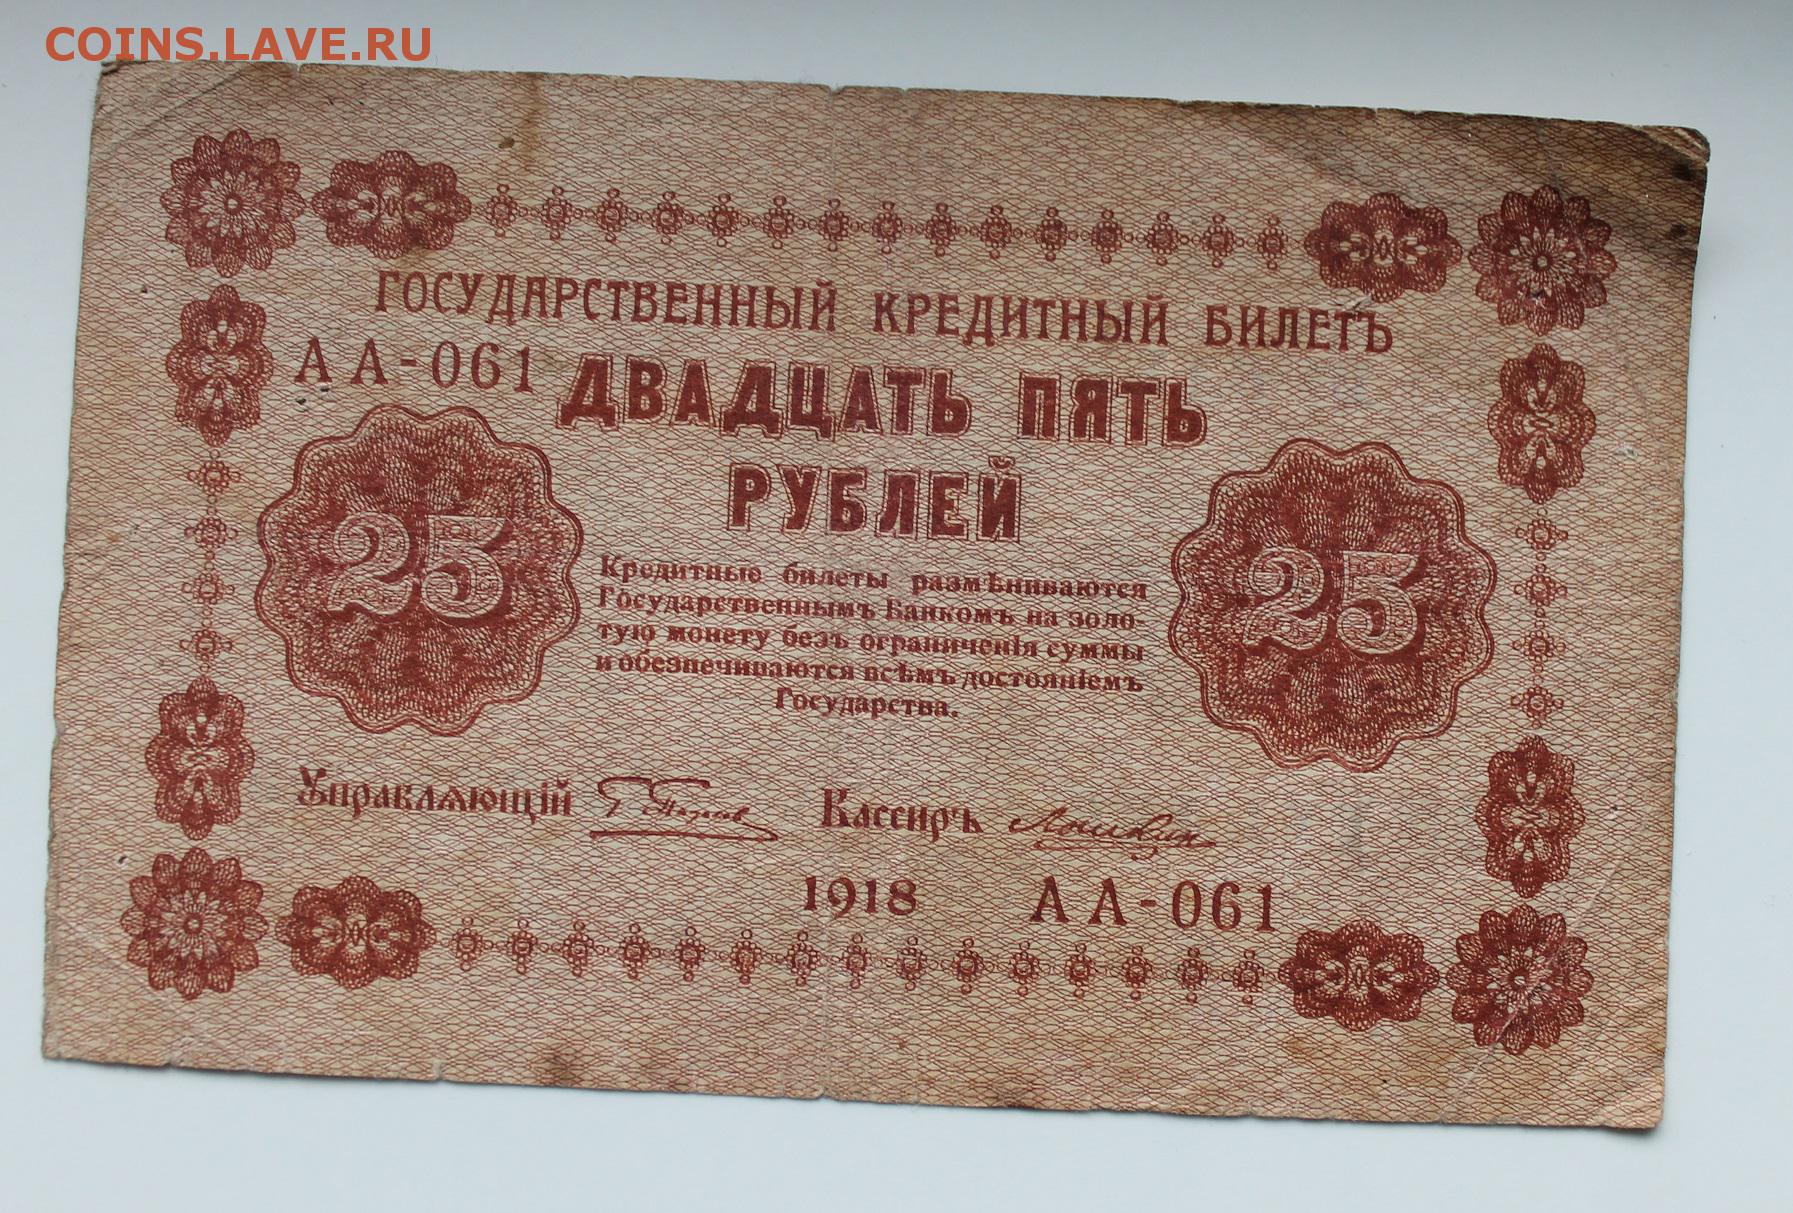 COINS.LAVE.RU
ГОСУДАРСТВЕННЫЙ КРЕДИТНЫЙ БИЛЕТЪ
АА-061 ДВАДЦАТЬ ПЯТЬ
РУБЛЕЙ
25
25
Кредитные билеты размѣниваются
Государственнымъ Банкомъ на золо-
тую монету безъ ограниченія суммы
и обезпечиваются всѣмъ достояніемъ
Государства.
Управляющій Г. Пятаков Кассиръ
1918 АА-061